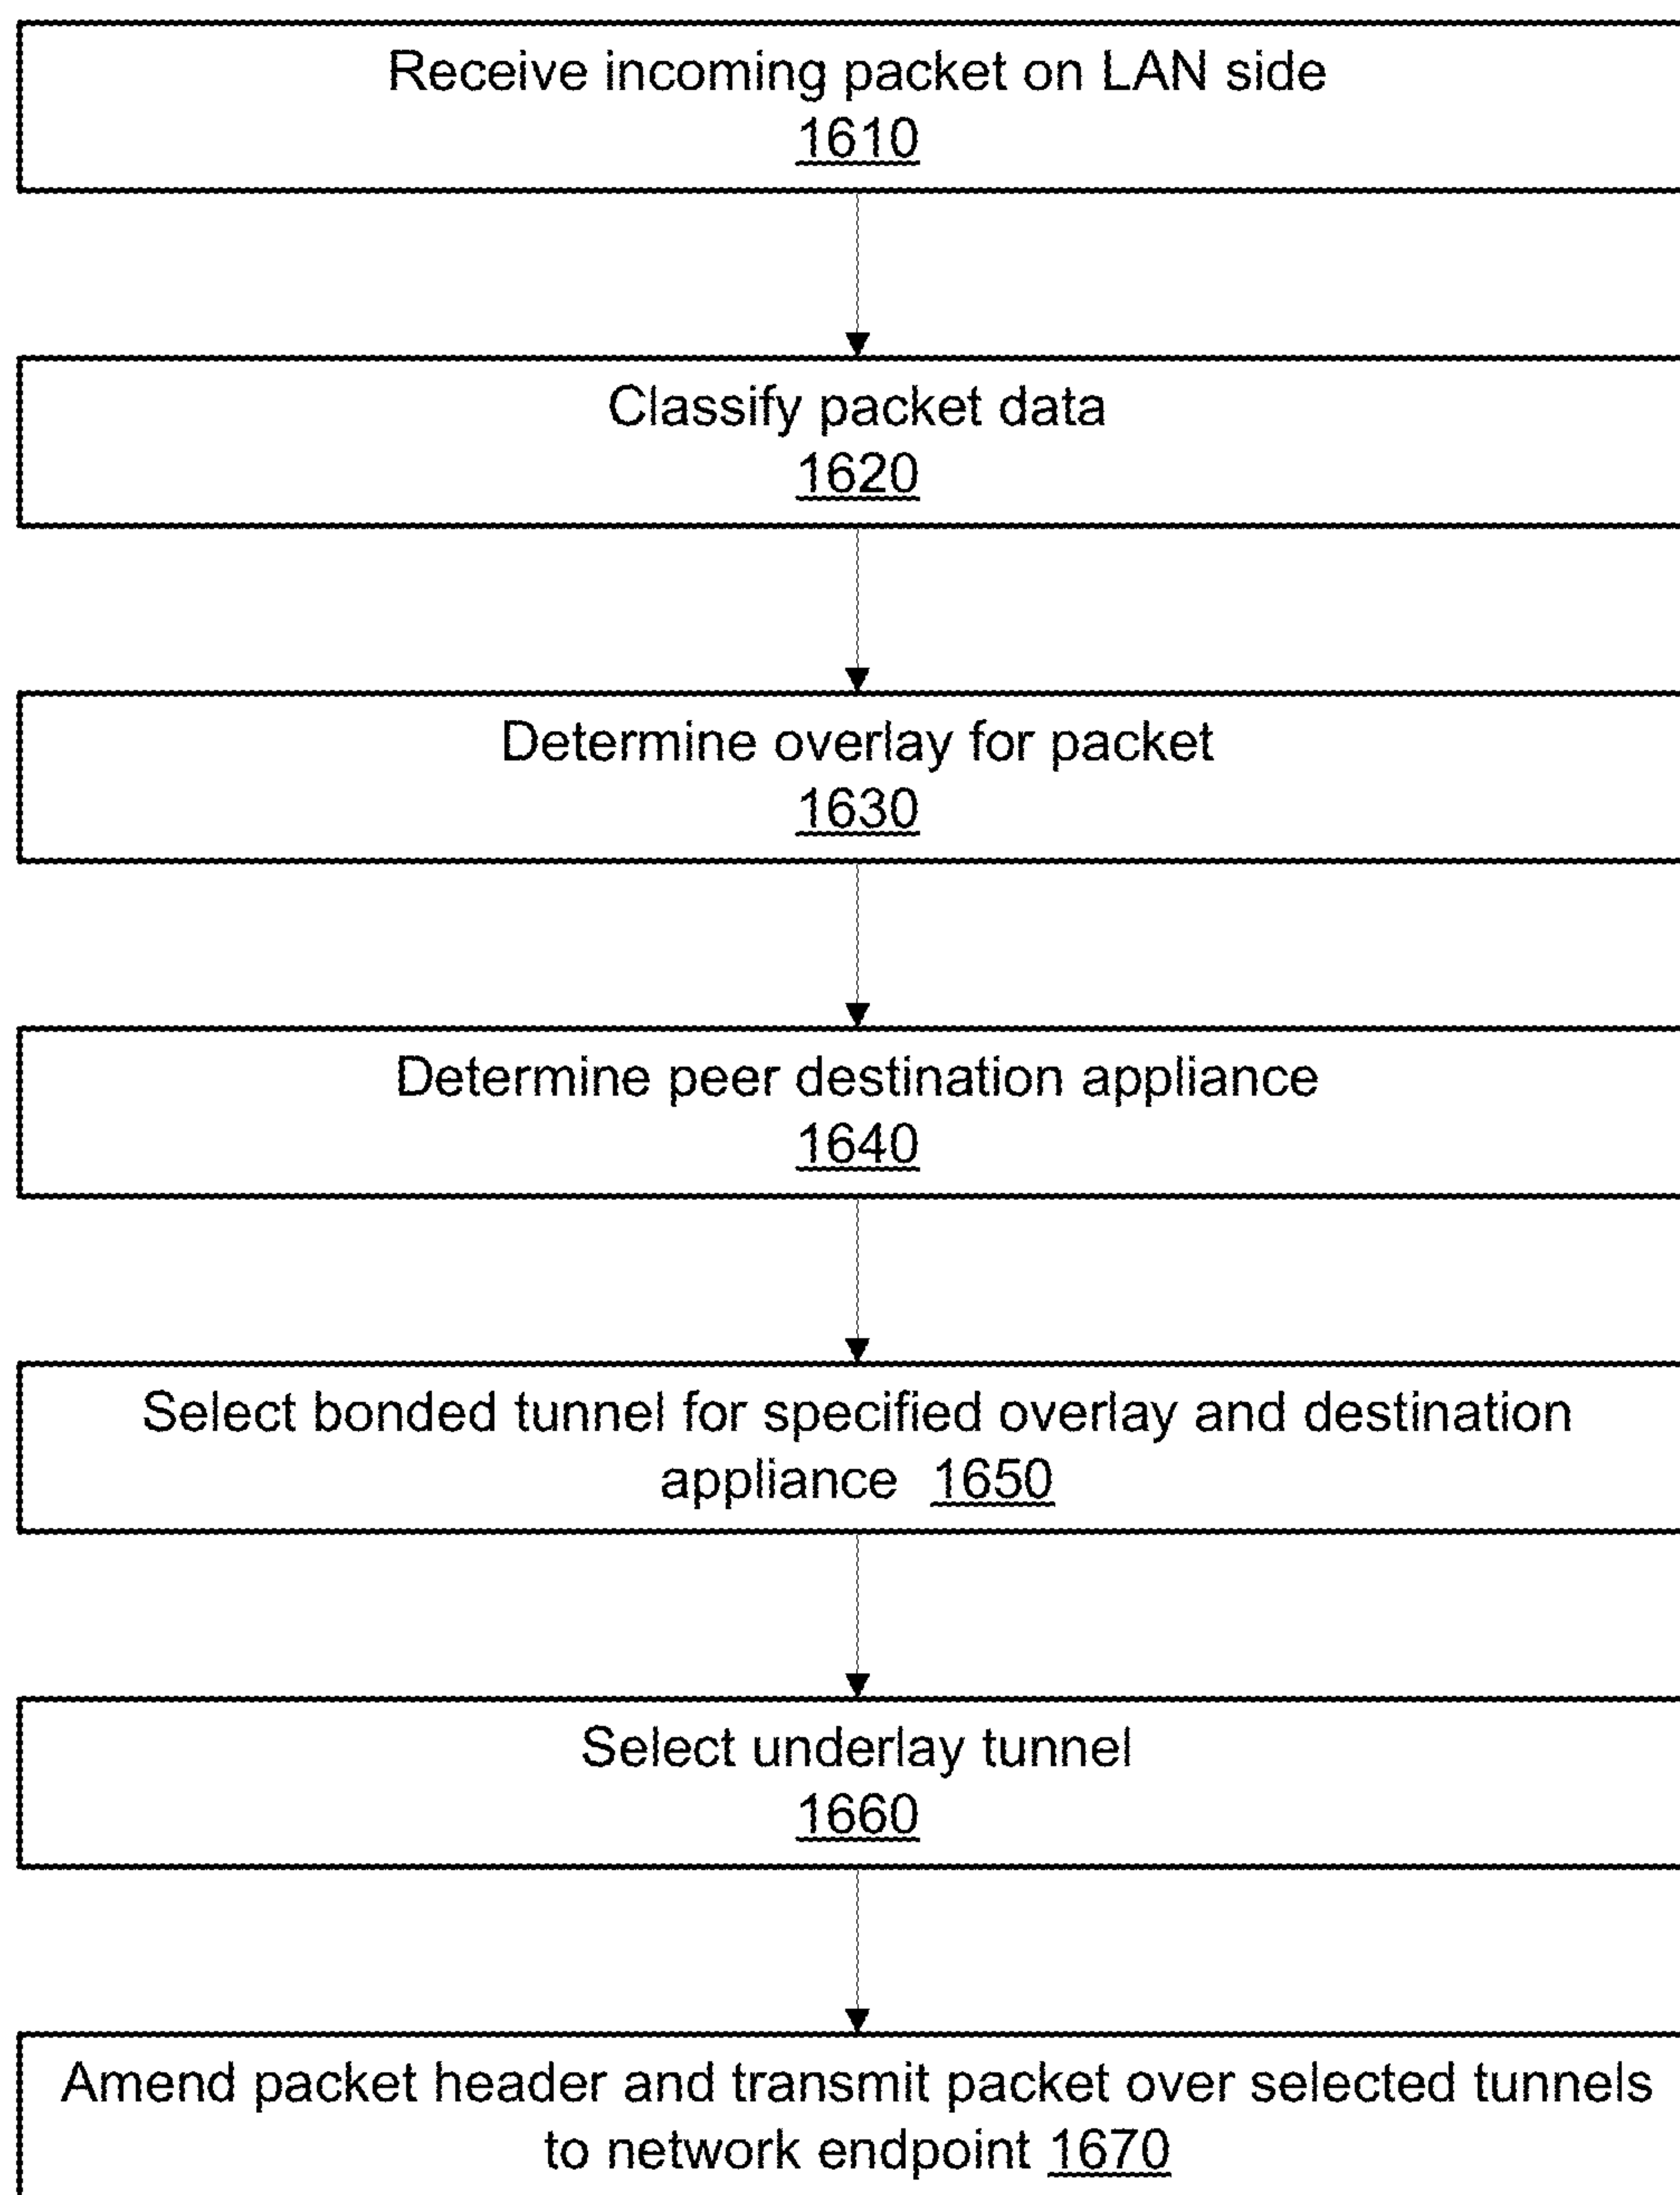 Receive incoming packet on LAN side
1610
Classify packet data
1620
Determine overlay for packet
1630
Determine peer destination appliance
1640
Select bonded tunnel for specified overlay and destination
appliance 1650
Select underlay tunnel
1660
Amend packet header and transmit packet over selected tunnels
to network endpoint 1670